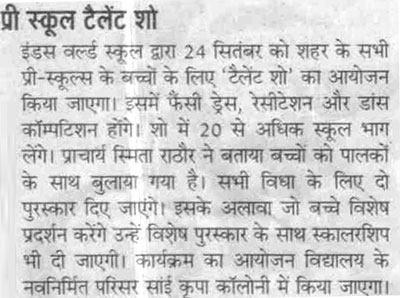 प्री स्कूल टैलेंट शो
इंडस वर्ल्ड स्कूल द्वारा 24 सितंबर को शहर के सभी
प्री-स्कूल्स के बच्चों के लिए ‘टैलेंट शो’ का आयोजन
किया जाएगा। इसमें फैंसी ड्रेस, रेसीटेशन और डांस
कॉम्पटिशन होंगे। शो में 20 से अधिक स्कूल भाग
लेंगे। प्राचार्य स्मिता राठौर ने बताया बच्चों को पालकों
के साथ बुलाया गया है। सभी विधा के लिए दो
पुरस्कार दिए जाएंगे। इसके अलावा जो बच्चे विशेष
प्रदर्शन करेंगे उन्हें विशेष पुरस्कार के साथ स्कालरशिप
भी दी जाएगी। कार्यक्रम का आयोजन विद्यालय के
नवनिर्मित परिसर सांई कृपा कॉलोनी में किया जाएगा।